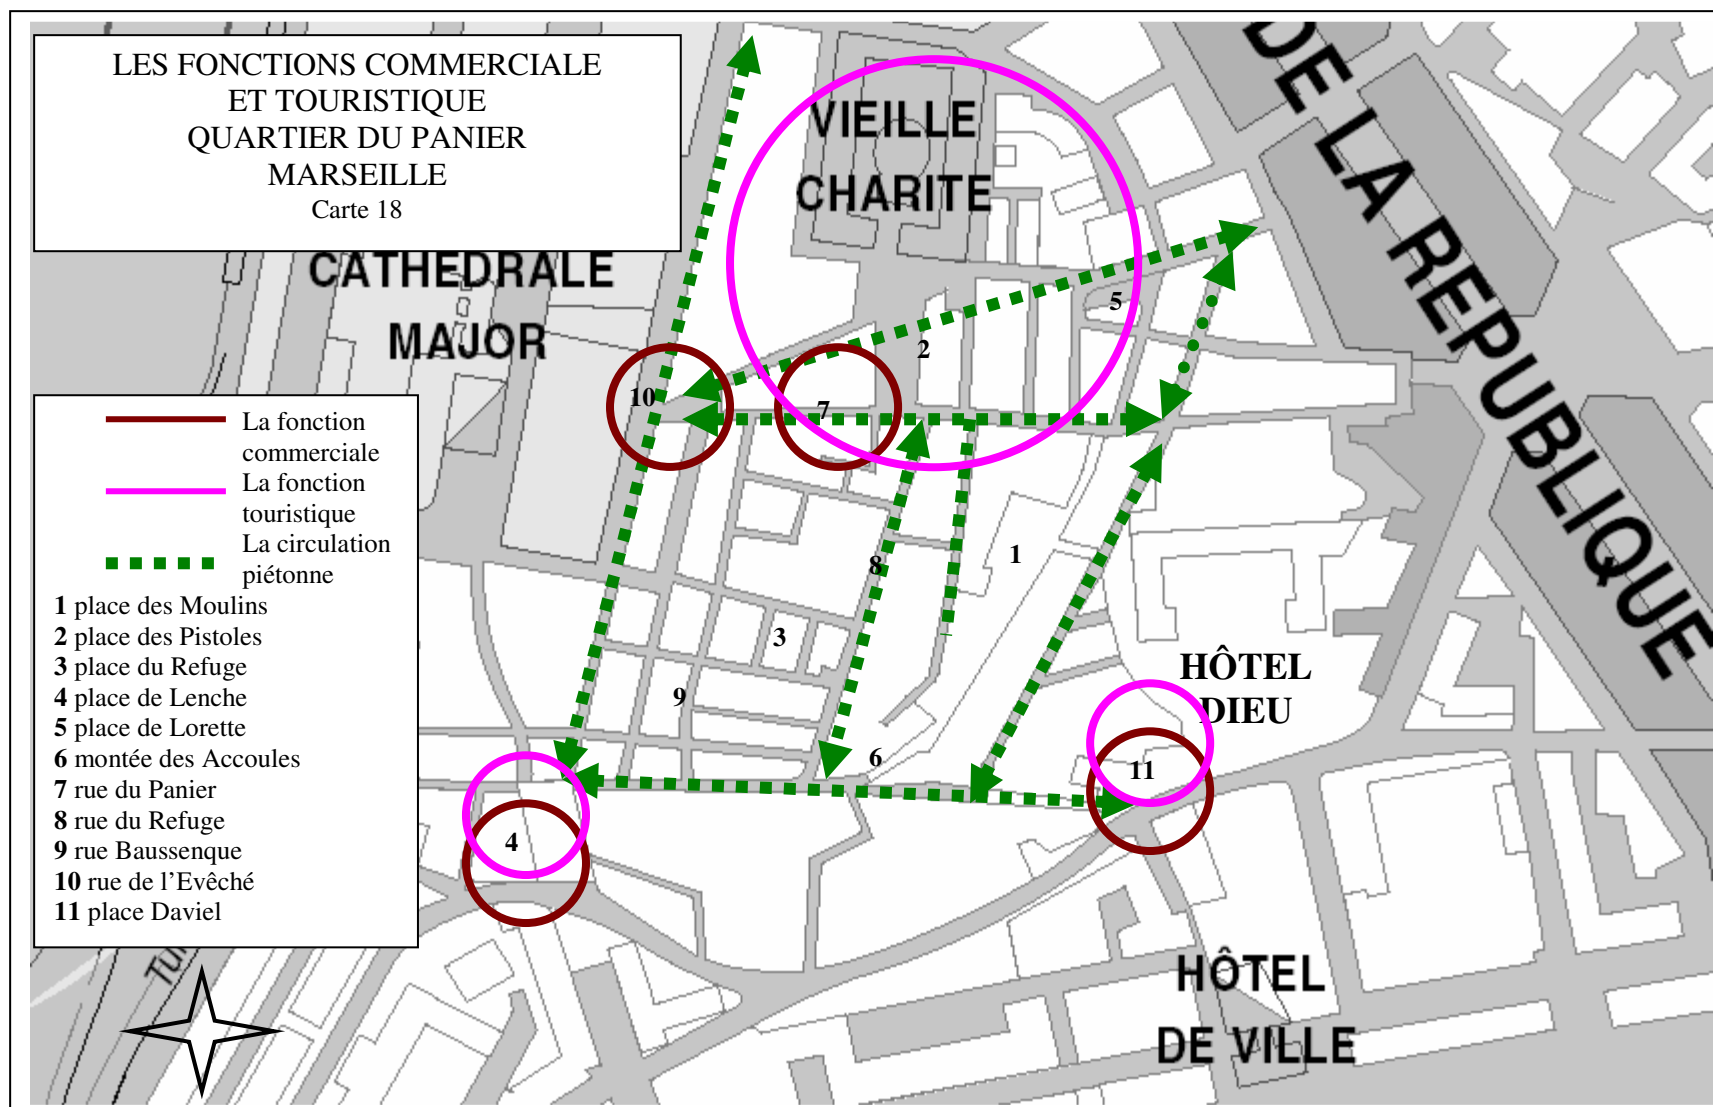 LES FONCTIONS COMMERCIALE
ET TOURISTIQUE
QUARTIER DU PANIER
MARSEILLE
Carte 18
VIEILLE
CHARITE
DE LA REPUBLIQUE
CATHEDRALE
MAJOR
La fonction
commerciale
La fonction
touristique
La circulation
piétonne
1 place des Moulins
2 place des Pistoles
3 place du Refuge
4 place de Lenche
5 place de Lorette
6 montée des Accoules
7 rue du Panier
8 rue du Refuge
9 rue Baussenque
10 rue de l'Evêché
11 place Daviel
5
2
10
7
1
8
3
9
6
11
4
HÔTEL
DIEU
HÔTEL
DE VILLE